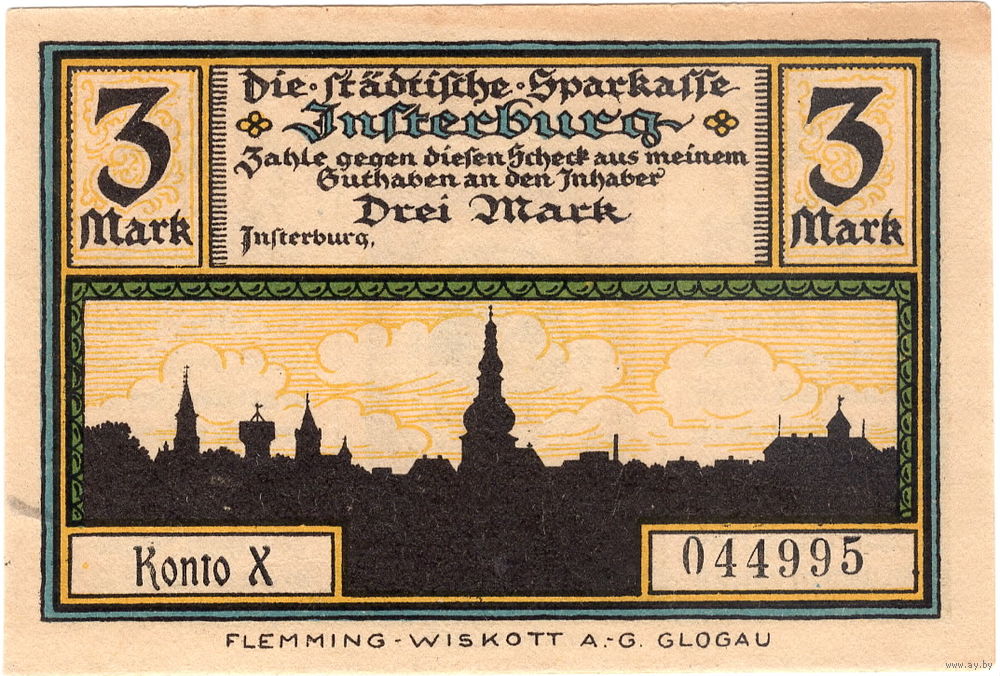 3
Mark
Die · städtische · Sparkasse
Insterburg
Zahle gegen diesen Scheck aus meinem
Guthaben an den Inhaber
Drei Mark
Insterburg,
3
Mark
Konto X
044995
FLEMMING-WISKOTT A.-G. GLOGAU
www.ay.by